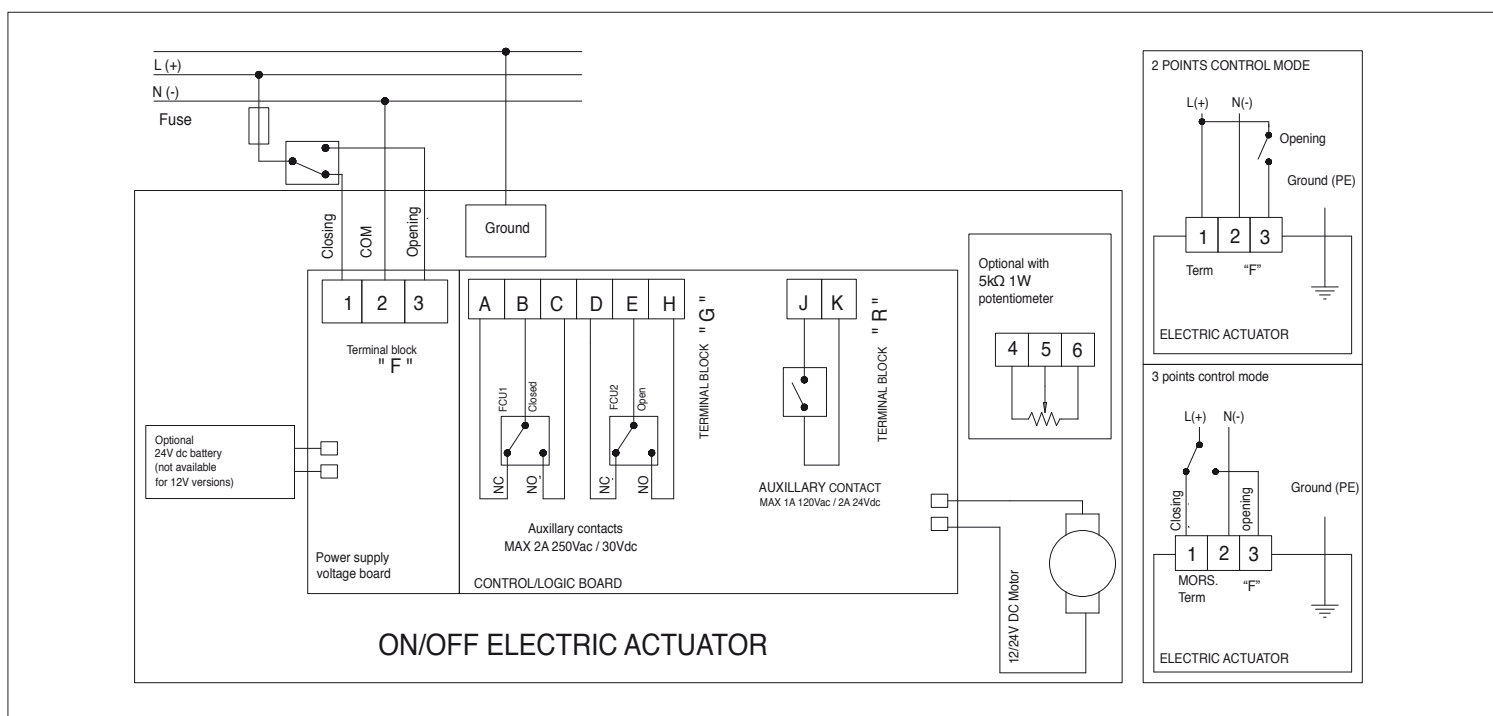 L (+)
N (-)
Fuse
Closing
COM
Opening
Ground
1 2 3
Terminal block
" F "
A B C D E H
TERMINAL BLOCK " G "
FCU1
Closed
FCU2
Open
NC
NO
NC
NO
Auxillary contacts
MAX 2A 250Vac / 30Vdc
J K
TERMINAL BLOCK " R "
AUXILLARY CONTACT
MAX 1A 120Vac / 2A 24Vdc
Optional with
5kΩ 1W
potentiometer
4 5 6
Optional
24V dc battery
(not available
for 12V versions)
Power supply
voltage board
CONTROL/LOGIC BOARD
12/24V DC Motor
ON/OFF ELECTRIC ACTUATOR
2 POINTS CONTROL MODE
L(+) N(-)
Opening
Ground (PE)
1 2 3
Term "F"
ELECTRIC ACTUATOR
3 points control mode
L(+) N(-)
Closing
opening
Ground (PE)
1 2 3
MORS.
Term "F"
ELECTRIC ACTUATOR